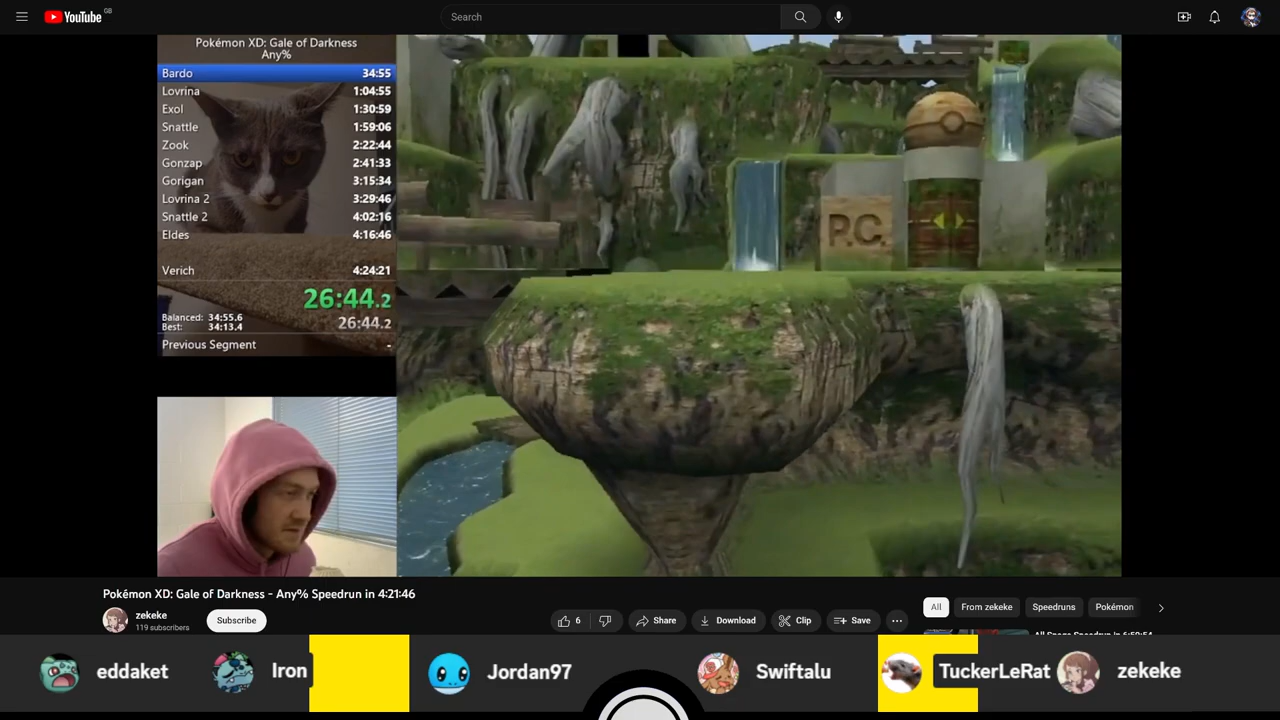 YouTube GB
Search
Pokémon XD: Gale of Darkness
Any%
Bardo 34:55
Lovrina 1:04:55
Exol 1:30:59
Snattle 1:59:06
Zook 2:22:44
Gonzap 2:41:33
Gorigan 3:15:34
Lovrina 2 3:29:46
Snattle 2 4:02:16
Eldes 4:16:46
Verich 4:24:21
26:44.2
Balanced: 34:55.6
Best: 34:13.4
26:44.2
Previous Segment -
P.C.
Pokémon XD: Gale of Darkness - Any% Speedrun in 4:21:46
zekeke
119 subscribers
Subscribe
6
Share
Download
Clip
Save
All
From zekeke
Speedruns
Pokémon
eddaket
Iron
Jordan97
Swiftalu
TuckerLeRat
zekeke